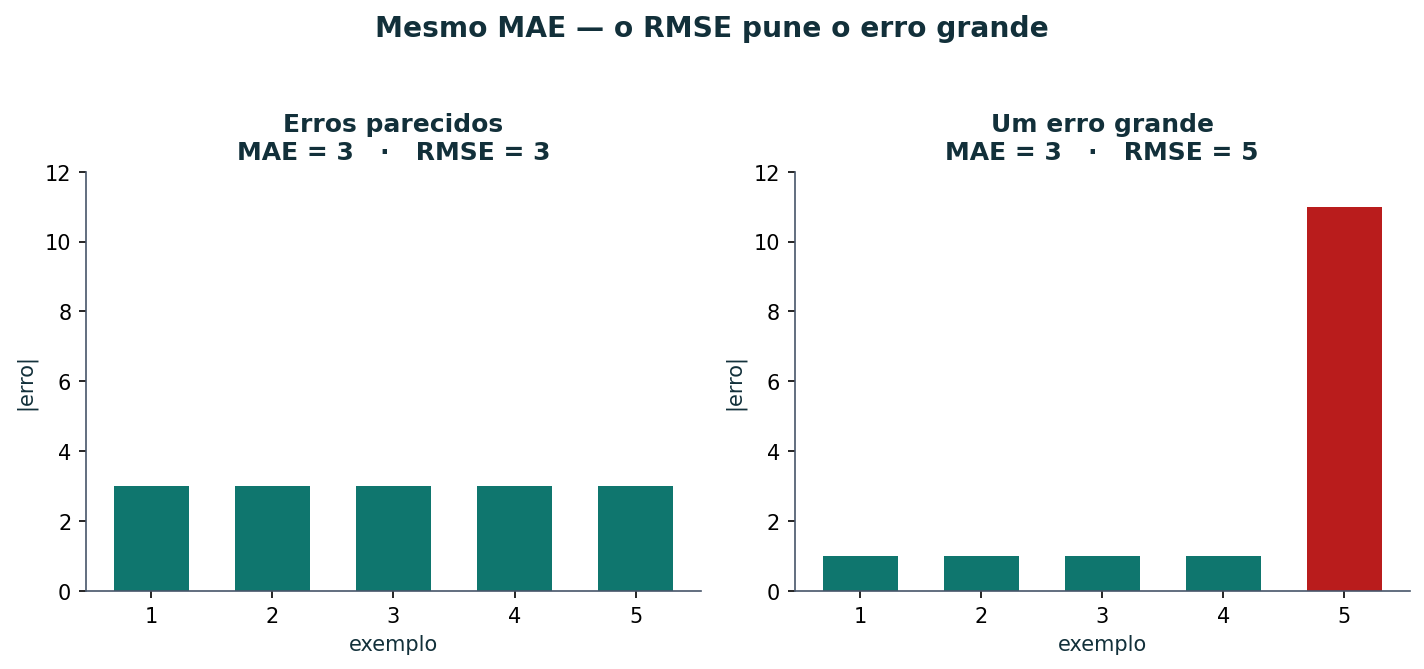 Mesmo MAE — o RMSE pune o erro grande
Erros parecidos
MAE = 3 · RMSE = 3
12
10
8
6
4
2
0
|erro|
1 2 3 4 5
exemplo
Um erro grande
MAE = 3 · RMSE = 5
12
10
8
6
4
2
0
|erro|
1 2 3 4 5
exemplo